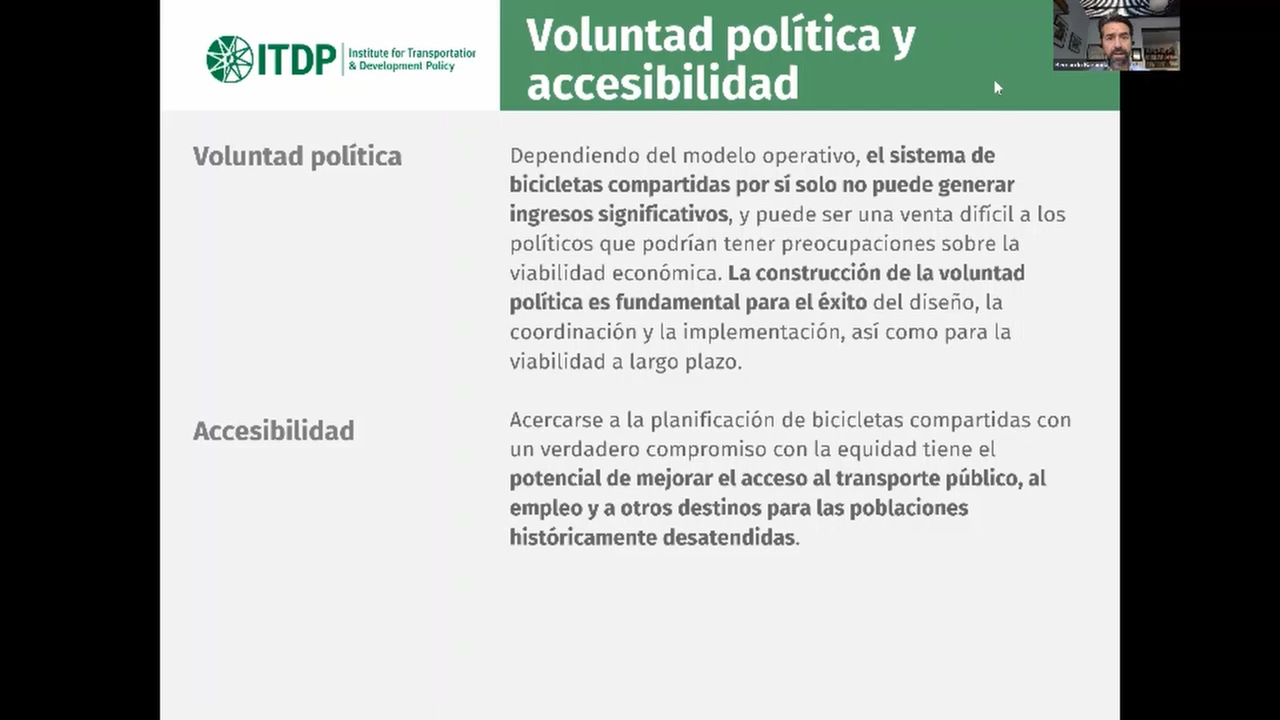 ITDP
Institute for Transportation
& Development Policy
Voluntad política y
accesibilidad
Voluntad política
Dependiendo del modelo operativo, el sistema de
bicicletas compartidas por sí solo no puede generar
ingresos significativos, y puede ser una venta difícil a los
políticos que podrían tener preocupaciones sobre la
viabilidad económica. La construcción de la voluntad
política es fundamental para el éxito del diseño, la
coordinación y la implementación, así como para la
viabilidad a largo plazo.
Accesibilidad
Acercarse a la planificación de bicicletas compartidas con
un verdadero compromiso con la equidad tiene el
potencial de mejorar el acceso al transporte público, al
empleo y a otros destinos para las poblaciones
históricamente desatendidas.